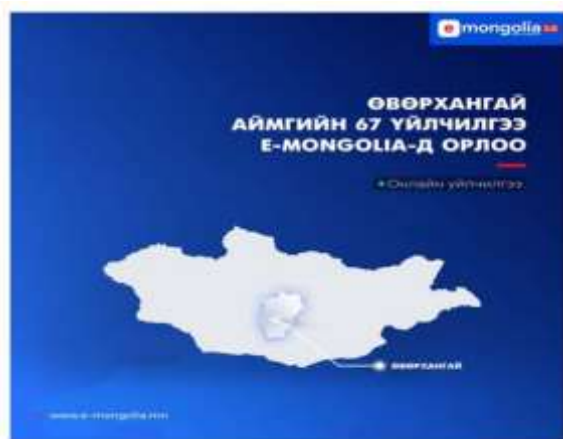 e mongolia
ӨВӨРХАНГАЙ
АЙМГИЙН 67 ҮЙЛЧИЛГЭЭ
E-MONGOLIA-Д ОРЛОО
Онлайн үйлчилгээ
ӨВӨРХАНГАЙ
www.e-mongolia.mn